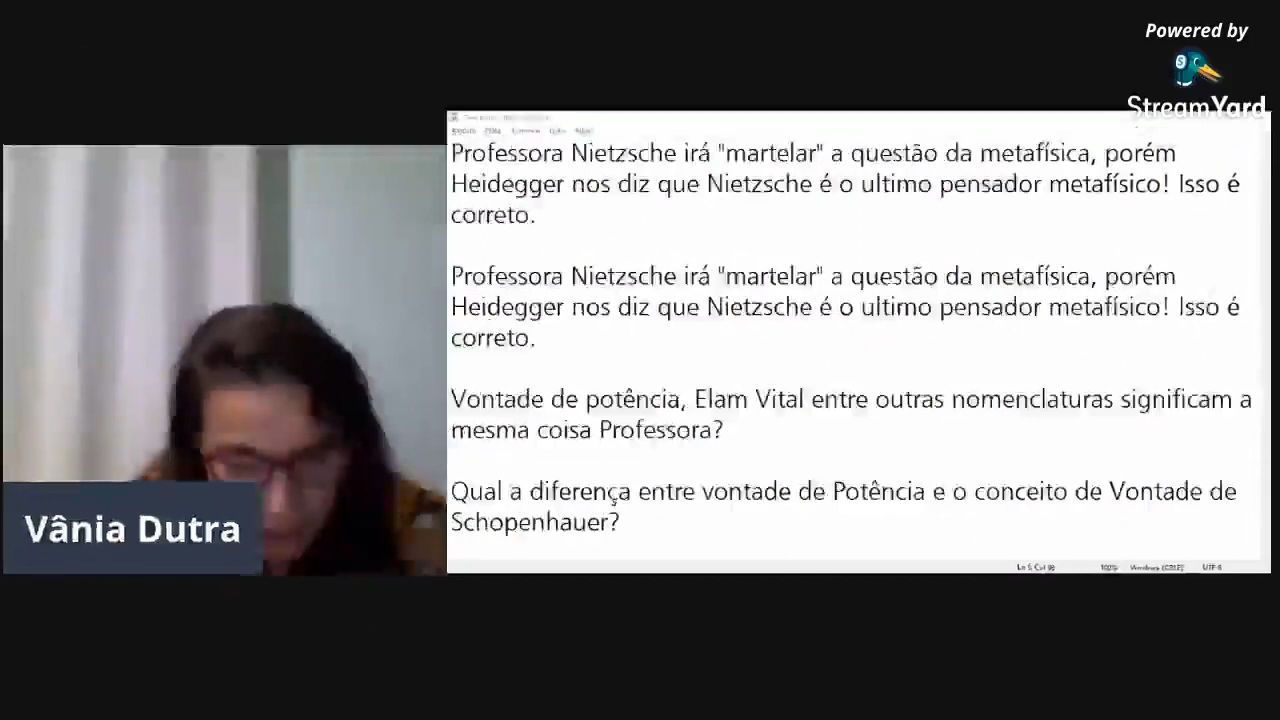 Powered by
StreamYard
Professora Nietzsche irá "martelar" a questão da metafísica, porém
Heidegger nos diz que Nietzsche é o ultimo pensador metafísico! Isso é
correto.
Professora Nietzsche irá "martelar" a questão da metafísica, porém
Heidegger nos diz que Nietzsche é o ultimo pensador metafísico! Isso é
correto.
Vontade de potência, Elam Vital entre outras nomenclaturas significam a
mesma coisa Professora?
Qual a diferença entre vontade de Potência e o conceito de Vontade de
Schopenhauer?
Vânia Dutra
100%
UTF-8